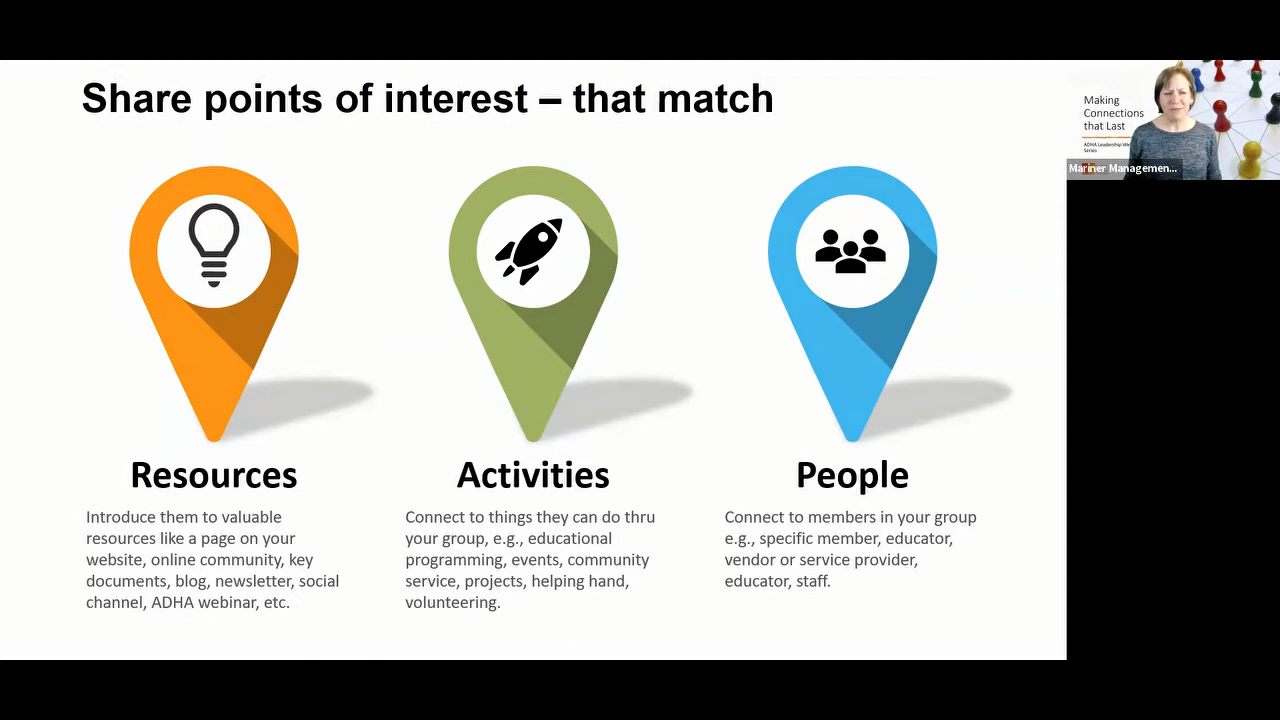 Share points of interest – that match
Resources
Introduce them to valuable
resources like a page on your
website, online community, key
documents, blog, newsletter, social
channel, ADHA webinar, etc.
Activities
Connect to things they can do thru
your group, e.g., educational
programming, events, community
service, projects, helping hand,
volunteering.
People
Connect to members in your group
e.g., specific member, educator,
vendor or service provider,
educator, staff.
Making
Connections
that Last
ADHA Leadership
Series
Mariner Managemen...